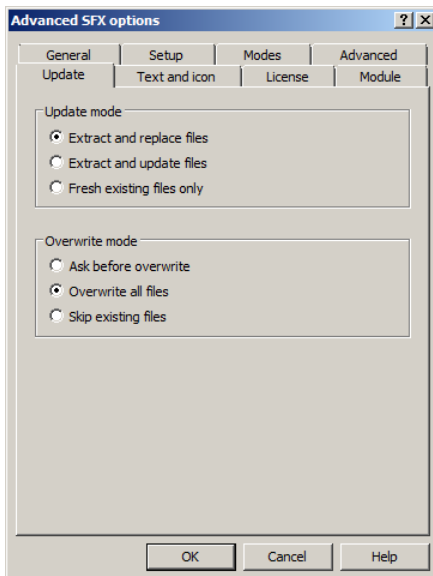 Advanced SFX options
General Setup Modes Advanced
Update Text and icon License Module
Update mode
Extract and replace files
Extract and update files
Fresh existing files only
Overwrite mode
Ask before overwrite
Overwrite all files
Skip existing files
OK Cancel Help